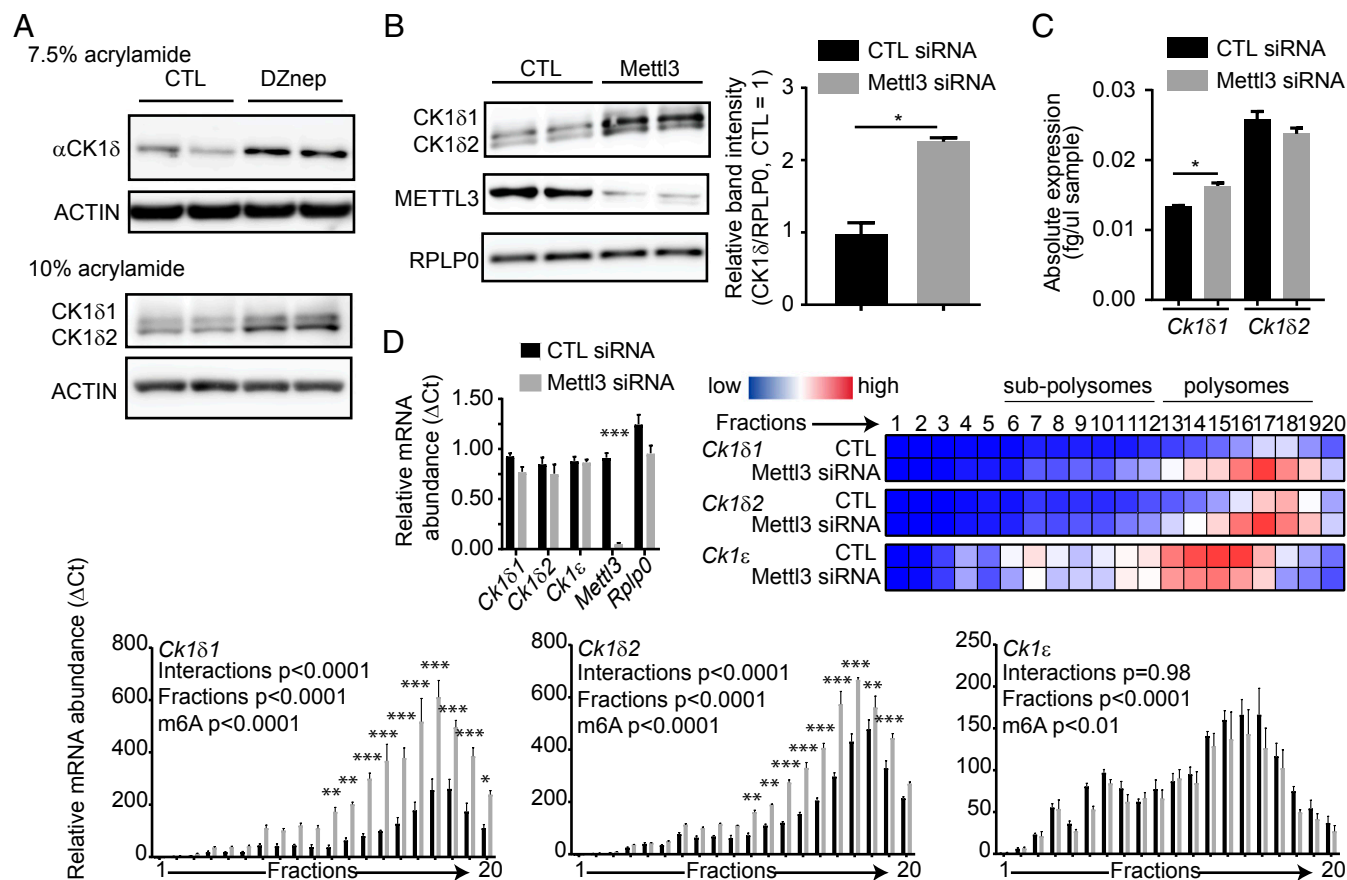 A
7.5% acrylamide
CTL DZnep
αCK1δ
ACTIN
10% acrylamide
CK1δ1
CK1δ2
ACTIN
B
CTL Mettl3
CK1δ1
CK1δ2
METTL3
RPLP0
CTL siRNA
Mettl3 siRNA
Relative band intensity
(CK1δ/RPLP0, CTL = 1)
3
2
1
0
*
C
CTL siRNA
Mettl3 siRNA
Absolute expression
(fg/ul sample)
0.03
0.02
0.01
0.00
*
Ck1δ1 Ck1δ2
D
CTL siRNA
Mettl3 siRNA
Relative mRNA
abundance (ΔCt)
1.50
1.00
0.75
0.00
***
Ck1δ1 Ck1δ2 Ck1ε Mettl3 Rplp0
low high
sub-polysomes polysomes
Fractions 1 2 3 4 5 6 7 8 9 10 11 12 13 14 15 16 17 18 19 20
Ck1δ1 CTL
Mettl3 siRNA
Ck1δ2 CTL
Mettl3 siRNA
Ck1ε CTL
Mettl3 siRNA
Relative mRNA abundance (ΔCt)
800
600
400
200
0
Ck1δ1
Interactions p<0.0001
Fractions p<0.0001
m6A p<0.0001
** ** *** *** *** *** *** *** *** *
1 Fractions 20
800
600
400
200
0
Ck1δ2
Interactions p<0.0001
Fractions p<0.0001
m6A p<0.0001
** ** *** *** *** *** *** ** ***
1 Fractions 20
250
200
150
100
50
0
Ck1ε
Interactions p=0.98
Fractions p<0.0001
m6A p<0.01
1 Fractions 20